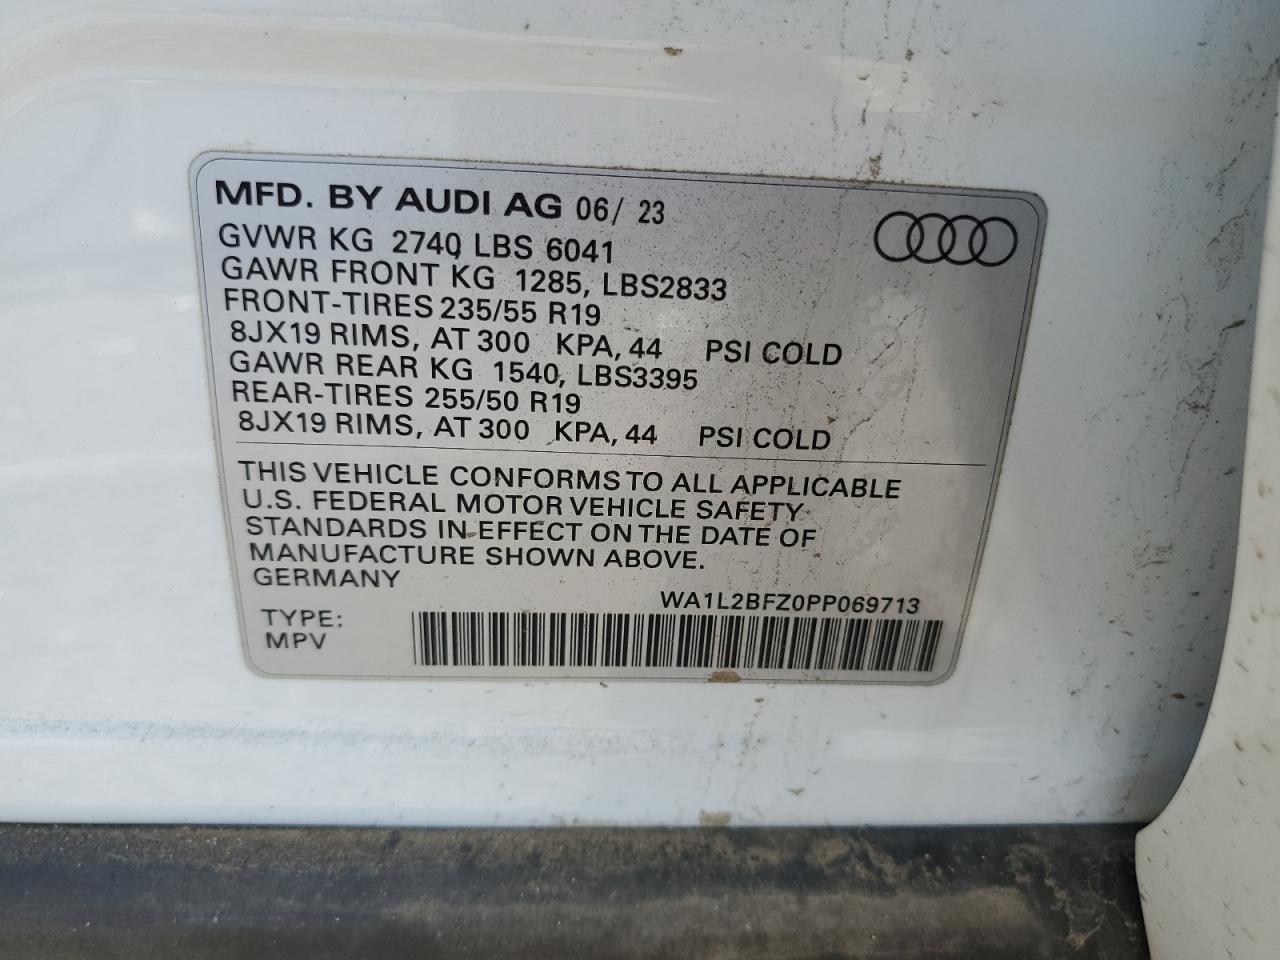 MFD. BY AUDI AG 06/ 23
GVWR KG 2740 LBS 6041
GAWR FRONT KG 1285, LBS2833
FRONT-TIRES 235/55 R19
8JX19 RIMS, AT 300 KPA, 44 PSI COLD
GAWR REAR KG 1540, LBS3395
REAR-TIRES 255/50 R19
8JX19 RIMS, AT 300 KPA, 44 PSI COLD
THIS VEHICLE CONFORMS TO ALL APPLICABLE
U.S. FEDERAL MOTOR VEHICLE SAFETY
STANDARDS IN EFFECT ON THE DATE OF
MANUFACTURE SHOWN ABOVE.
GERMANY
WA1L2BFZ0PP069713
TYPE:
MPV